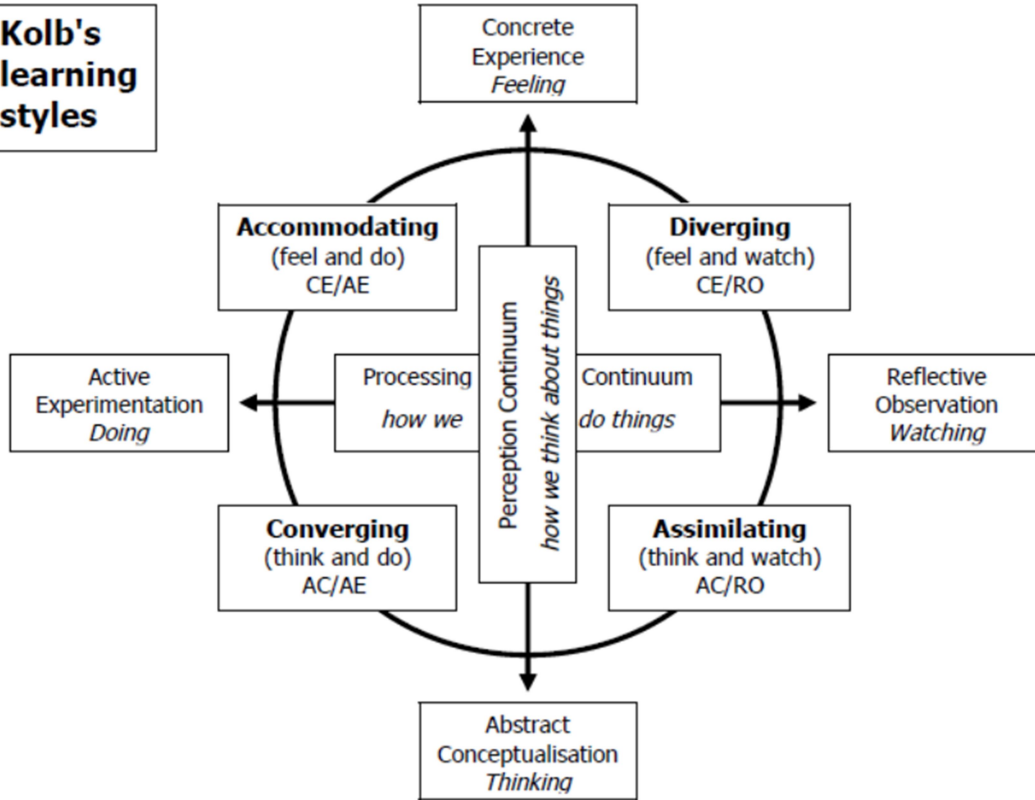 Kolb's
learning
styles
Concrete
Experience
Feeling
Accommodating
(feel and do)
CE/AE
Diverging
(feel and watch)
CE/RO
Active
Experimentation
Doing
Processing
how we
Perception Continuum
how we think about things
Continuum
do things
Reflective
Observation
Watching
Converging
(think and do)
AC/AE
Assimilating
(think and watch)
AC/RO
Abstract
Conceptualisation
Thinking